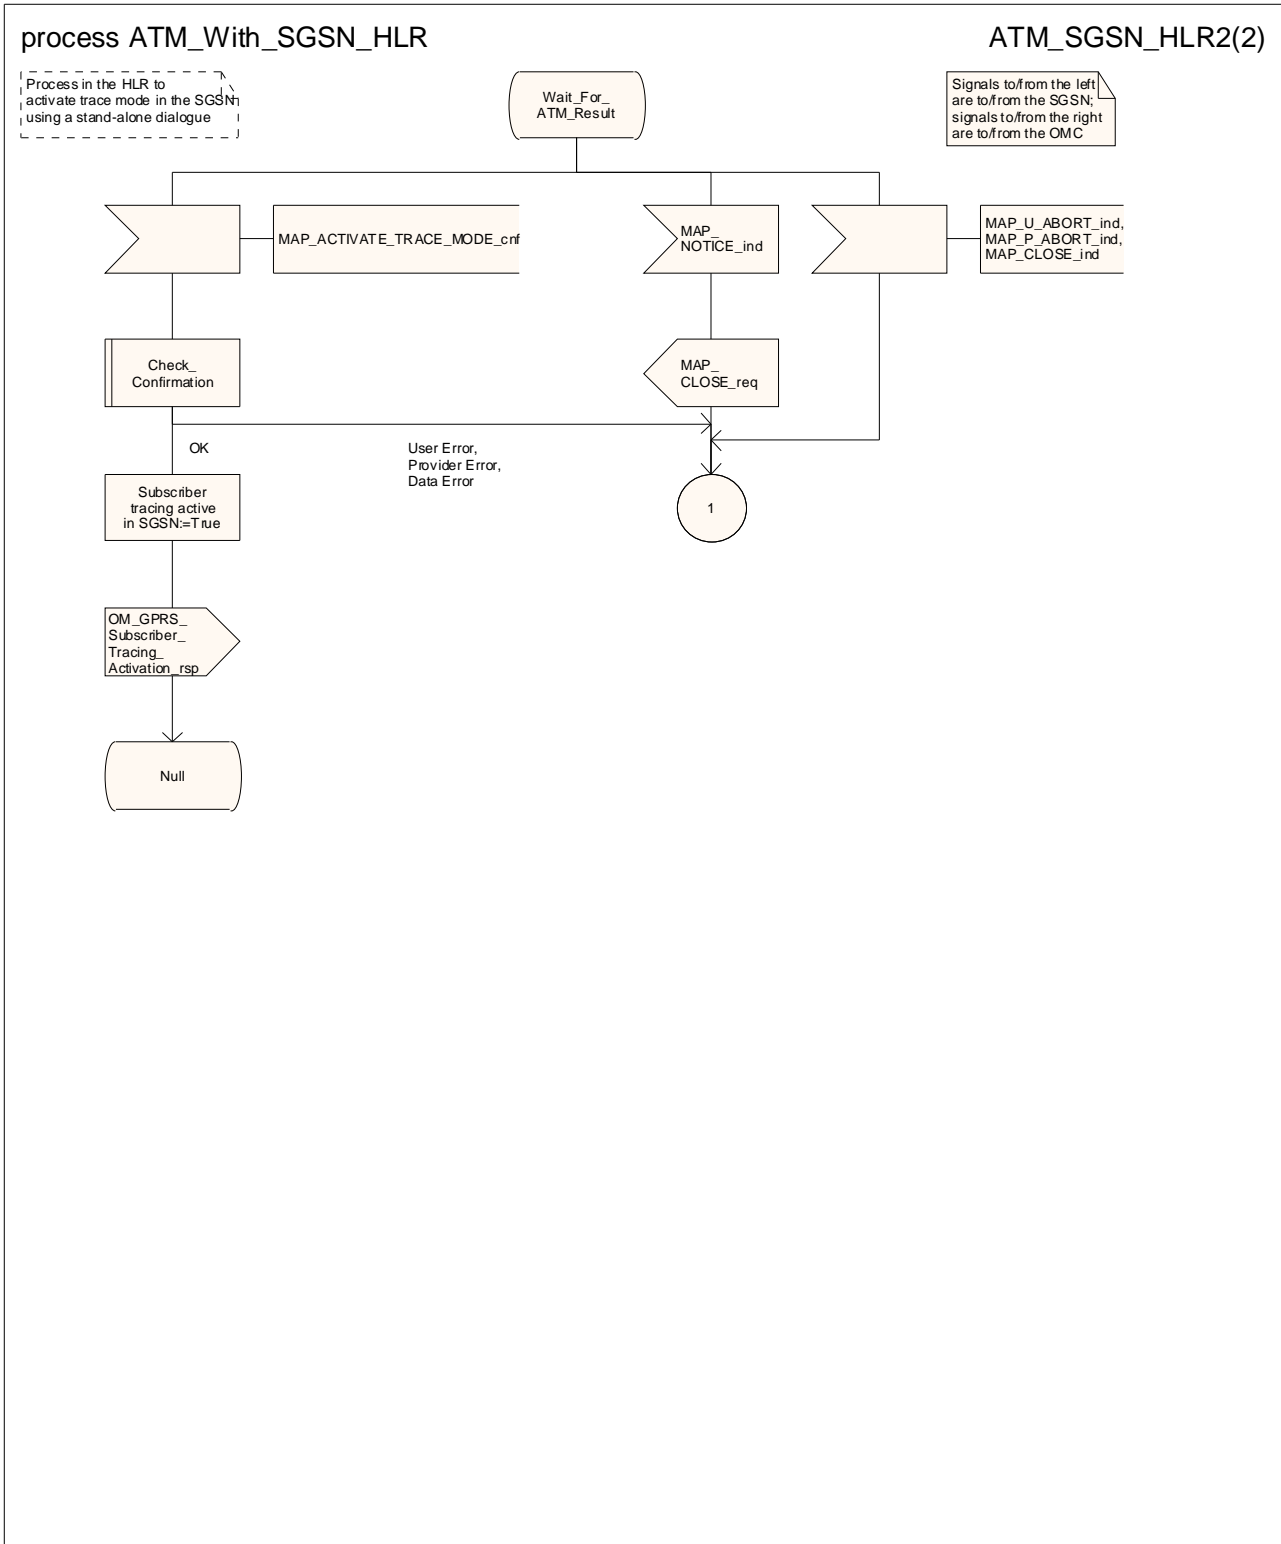 process ATM_With_SGSN_HLR
ATM_SGSN_HLR2(2)
Process in the HLR to
activate trace mode in the SGSN
using a stand-alone dialogue
Wait_For_
ATM_Result
Signals to/from the left
are to/from the SGSN;
signals to/from the right
are to/from the OMC
MAP_ACTIVATE_TRACE_MODE_cnf
MAP_
NOTICE_ind
MAP_U_ABORT_ind,
MAP_P_ABORT_ind,
MAP_CLOSE_ind
Check_
Confirmation
MAP_
CLOSE_req
OK
User Error,
Provider Error,
Data Error
Subscriber
tracing active
in SGSN:=True
1
OM_GPRS_
Subscriber_
Tracing_
Activation_rsp
Null